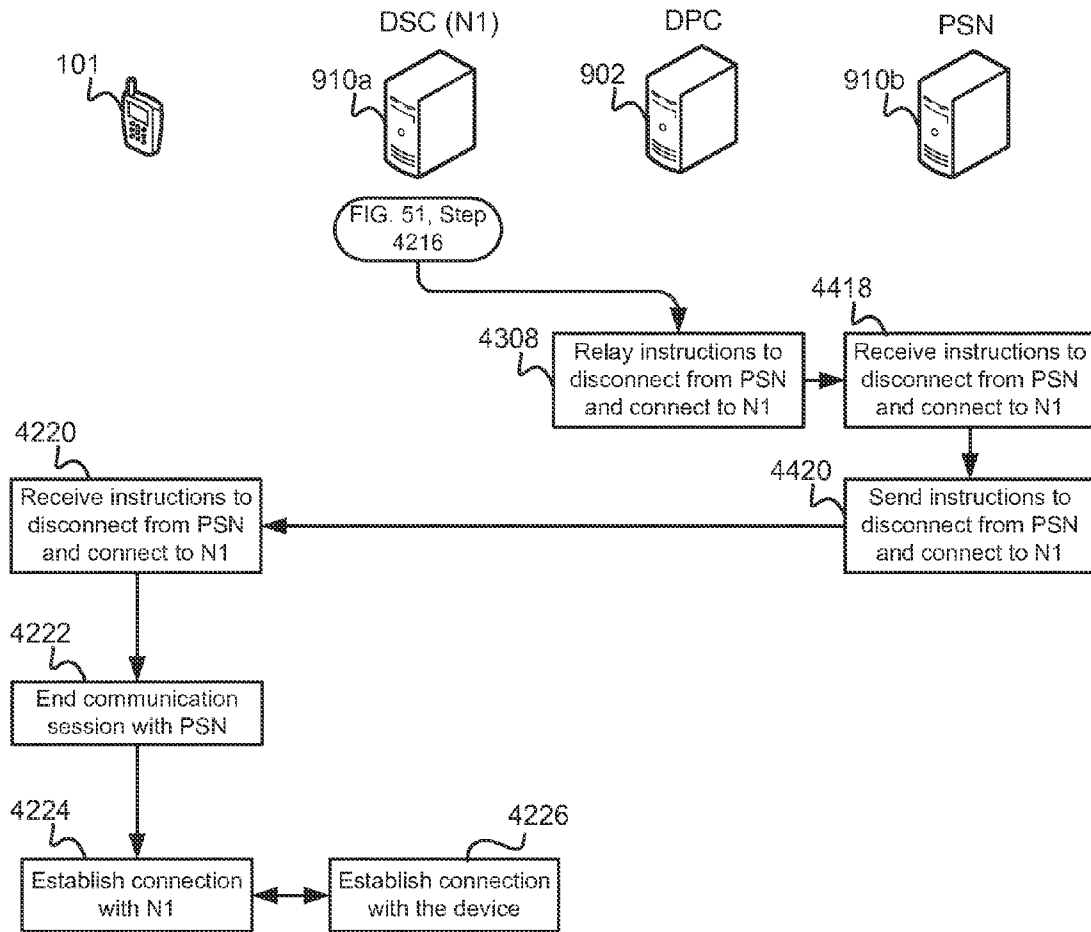 DSC (N1)
DPC
PSN
101
910a
902
910b
FIG. 51, Step
4216
4308
Relay instructions to
disconnect from PSN
and connect to N1
4418
Receive instructions to
disconnect from PSN
and connect to N1
4220
Receive instructions to
disconnect from PSN
and connect to N1
4420
Send instructions to
disconnect from PSN
and connect to N1
4222
End communication
session with PSN
4224
Establish connection
with N1
4226
Establish connection
with the device